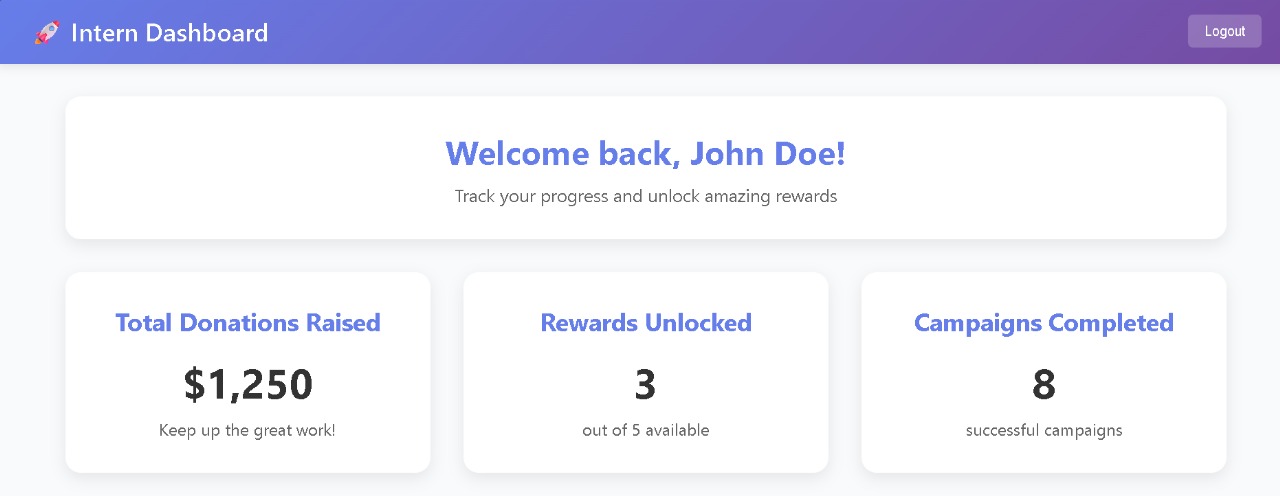 🚀 Intern Dashboard
Logout
Welcome back, John Doe!
Track your progress and unlock amazing rewards
Total Donations Raised
$1,250
Keep up the great work!
Rewards Unlocked
3
out of 5 available
Campaigns Completed
8
successful campaigns